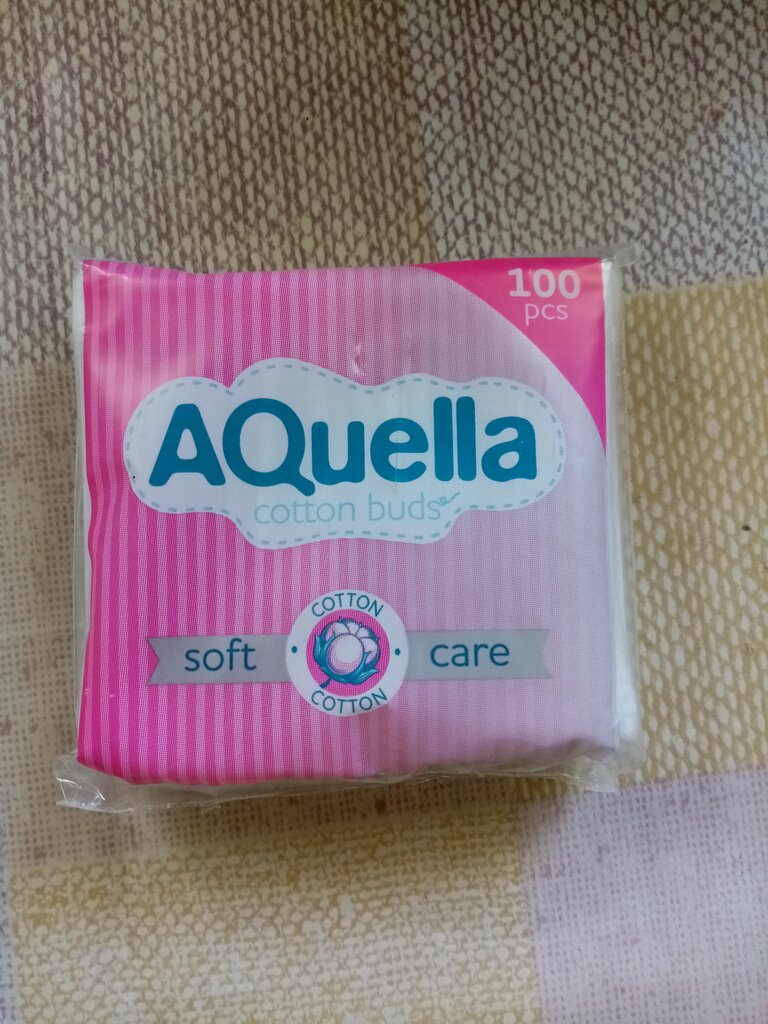 100
pcs
AQuella
cotton buds
COTTON
soft care
COTTON